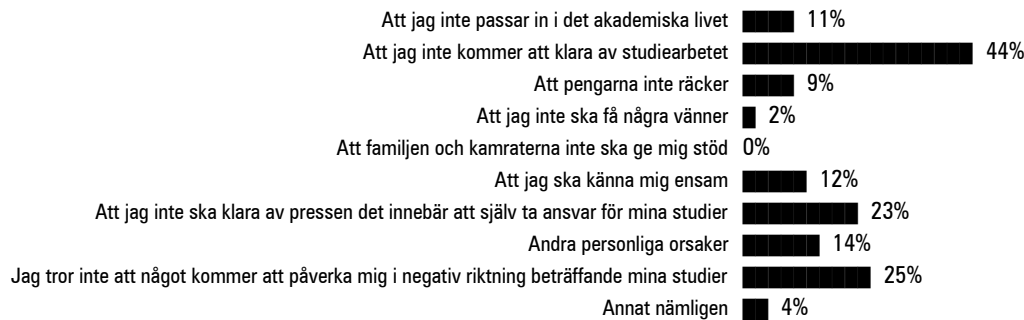 Att jag inte passar in i det akademiska livet 11%
Att jag inte kommer att klara av studiearbetet 44%
Att pengarna inte räcker 9%
Att jag inte ska få några vänner 2%
Att familjen och kamraterna inte ska ge mig stöd 0%
Att jag ska känna mig ensam 12%
Att jag inte ska klara av pressen det innebär att själv ta ansvar för mina studier 23%
Andra personliga orsaker 14%
Jag tror inte att något kommer att påverka mig i negativ riktning beträffande mina studier 25%
Annat nämligen 4%